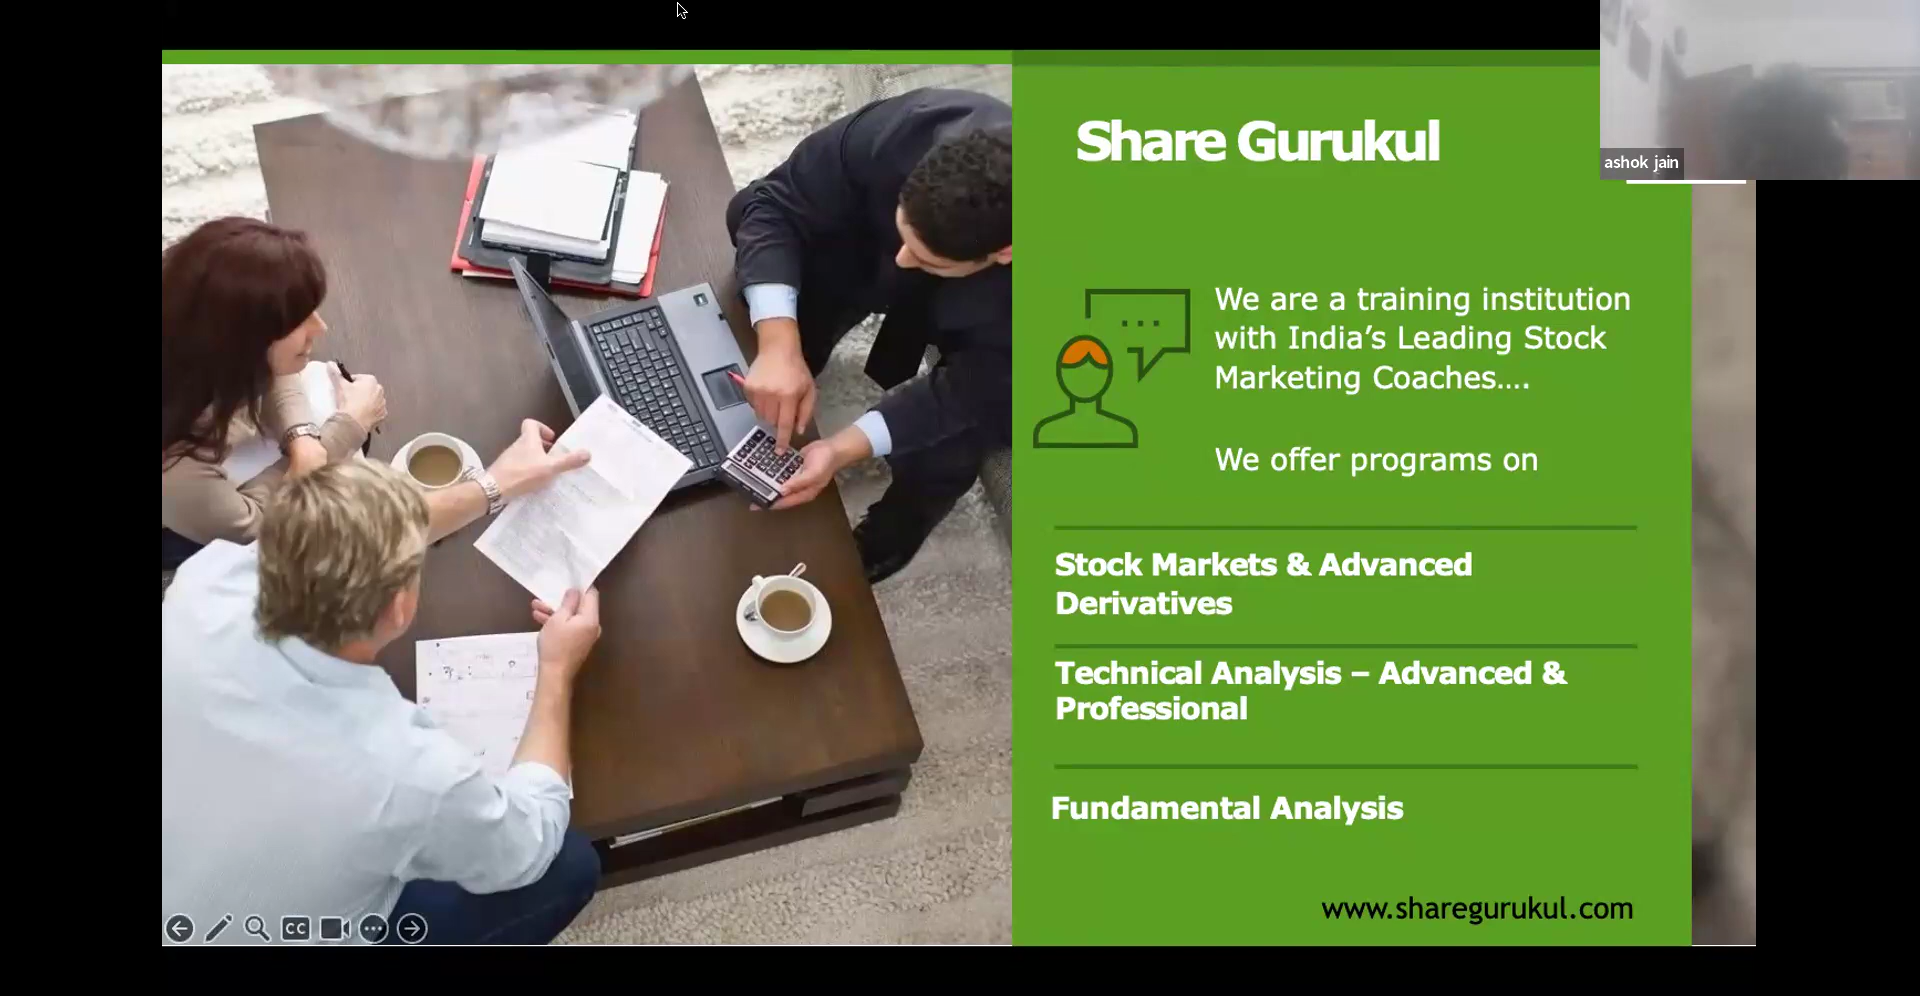 Share Gurukul
ashok jain
We are a training institution
with India’s Leading Stock
Marketing Coaches....
We offer programs on
Stock Markets & Advanced
Derivatives
Technical Analysis – Advanced &
Professional
Fundamental Analysis
www.sharegurukul.com
CC